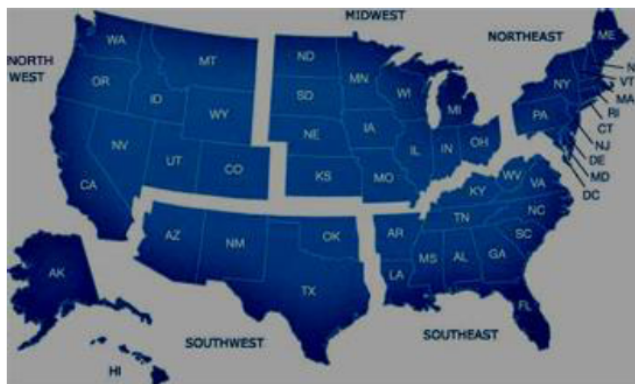 MIDWEST
NORTHEAST
NORTH
WEST
WA
MT
ND
MN
ME
OR
ID
WY
SD
WI
MI
NY
N
VT
MA
RI
CT
NJ
DE
MD
DC
PA
NV
UT
CO
NE
IA
IL
IN
OH
CA
KS
MO
KY
WV
VA
AZ
NM
OK
AR
TN
NC
SC
AK
TX
LA
MS
AL
GA
FL
HI
SOUTHWEST
SOUTHEAST